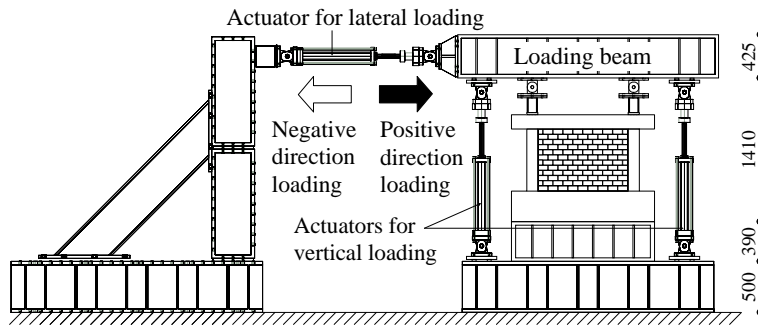 Actuator for lateral loading
Loading beam
Negative
direction
loading
Positive
direction
loading
Actuators for
vertical loading
425
1410
390
500